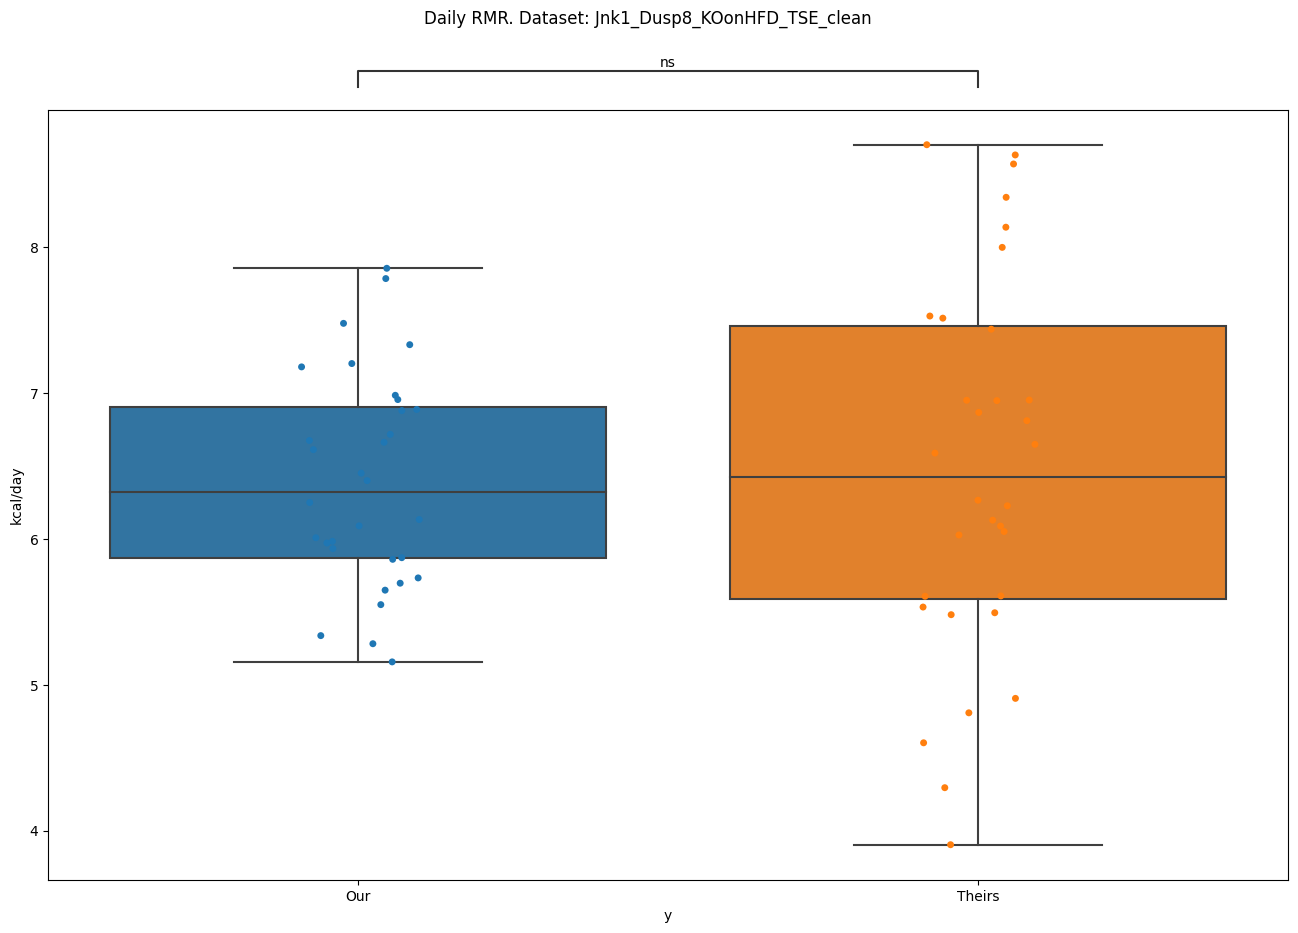 Daily RMR. Dataset: Jnk1_Dusp8_KOonHFD_TSE_clean
ns
kcal/day
8
7
6
5
4
Our
Theirs
y